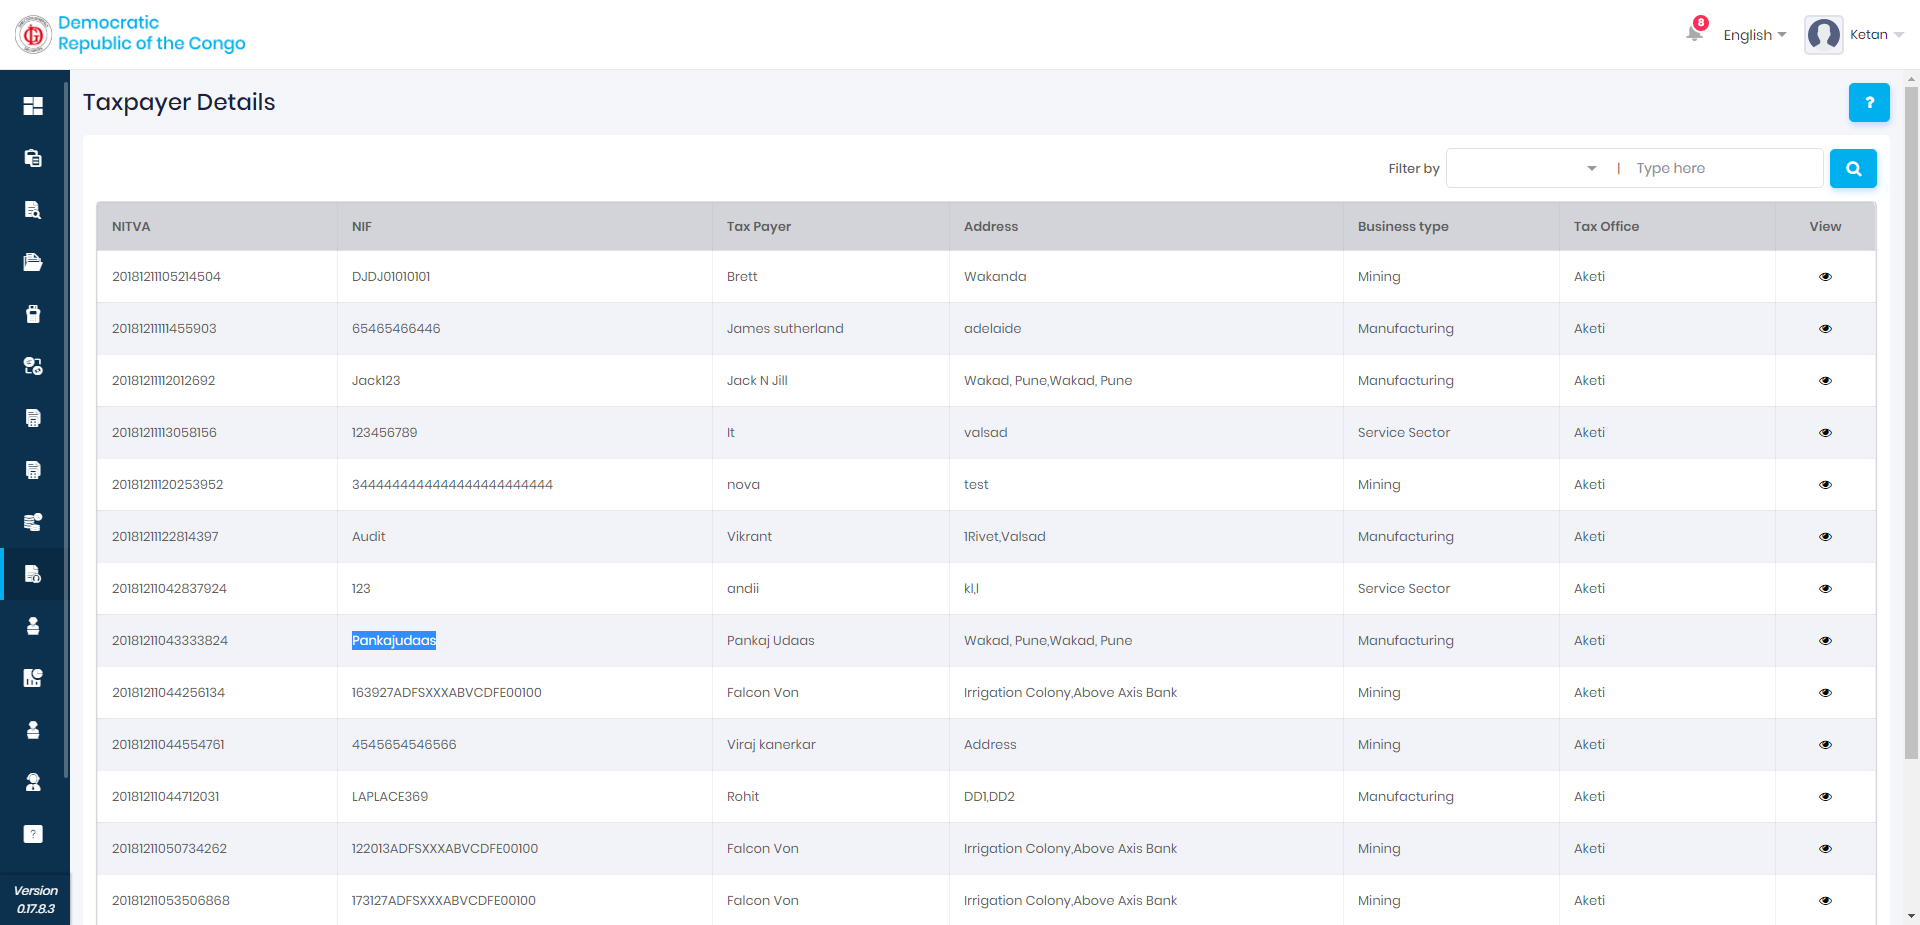 Democratic
Republic of the Congo
8
English
Ketan
Taxpayer Details
?
Filter by | Type here
NITVA NIF Tax Payer Address Business type Tax Office View
20181211105214504 DJDJ01010101 Brett Wakanda Mining Aketi
20181211111455903 65465466446 James sutherland adelaide Manufacturing Aketi
20181211112012692 Jack123 Jack N Jill Wakad, Pune,Wakad, Pune Manufacturing Aketi
20181211113058156 123456789 It valsad Service Sector Aketi
20181211120253952 nova test Mining Aketi
20181211122814397 Audit Vikrant 1Rivet,Valsad Manufacturing Aketi
20181211042837924 123 andii kl,l Service Sector Aketi
20181211043333824 Pankajudaas Pankaj Udaas Wakad, Pune,Wakad, Pune Manufacturing Aketi
20181211044256134 163927ADFSXXXABVCDFE00100 Falcon Von Irrigation Colony,Above Axis Bank Mining Aketi
20181211044554761 4545654546566 Viraj kanerkar Address Mining Aketi
20181211044712031 LAPLACE369 Rohit DD1,DD2 Manufacturing Aketi
20181211050734262 122013ADFSXXXABVCDFE00100 Falcon Von Irrigation Colony,Above Axis Bank Mining Aketi
20181211053506868 173127ADFSXXXABVCDFE00100 Falcon Von Irrigation Colony,Above Axis Bank Mining Aketi
?
Version
0.17.8.3